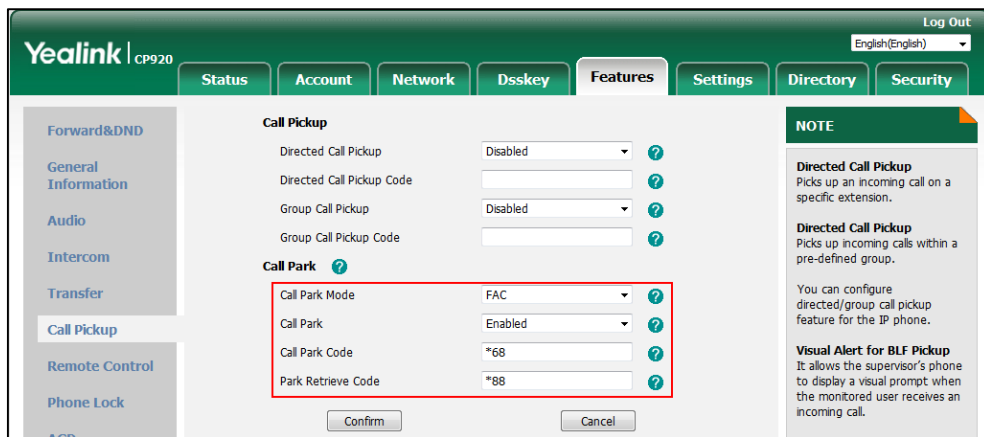 Log Out
Yealink | CP920
English(English)
Status Account Network Dsskey Features Settings Directory Security
Forward&DND
General
Information
Audio
Intercom
Transfer
Call Pickup
Remote Control
Phone Lock
Call Pickup
Directed Call Pickup Disabled
Directed Call Pickup Code
Group Call Pickup Disabled
Group Call Pickup Code
Call Park
Call Park Mode FAC
Call Park Enabled
Call Park Code *68
Park Retrieve Code *88
Confirm Cancel
NOTE
Directed Call Pickup
Picks up an incoming call on a
specific extension.
Directed Call Pickup
Picks up incoming calls within a
pre-defined group.
You can configure
directed/group call pickup
feature for the IP phone.
Visual Alert for BLF Pickup
It allows the supervisor's phone
to display a visual prompt when
the monitored user receives an
incoming call.